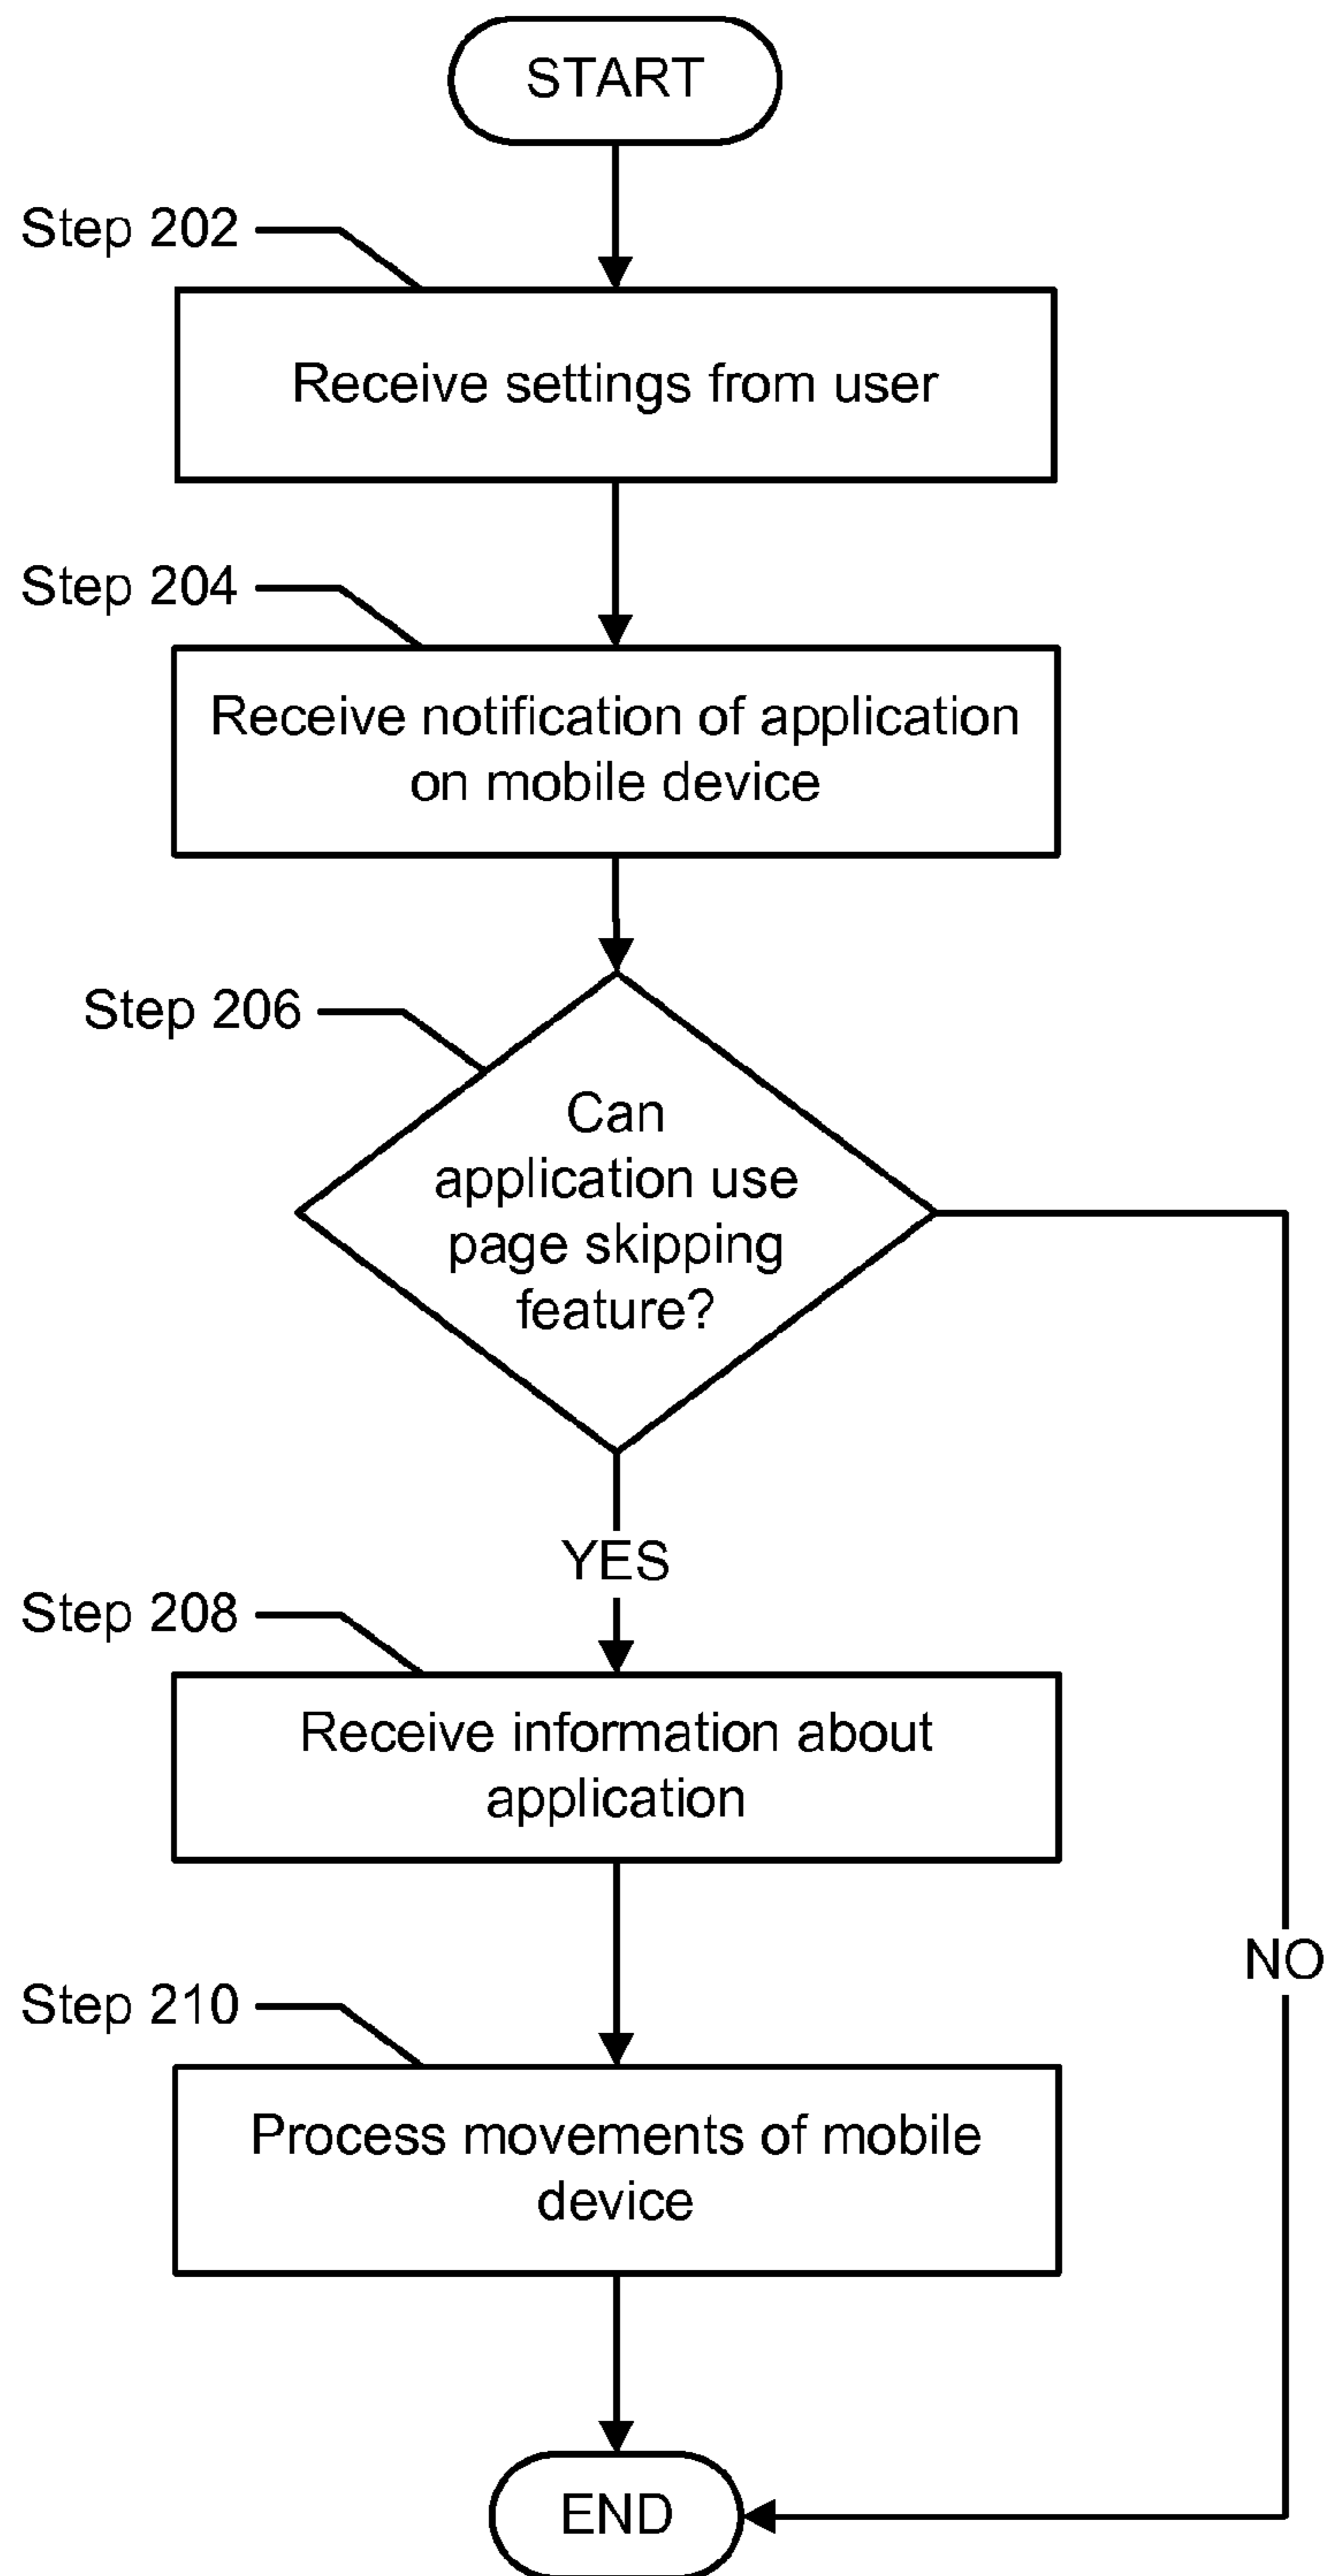 START
Step 202
Receive settings from user
Step 204
Receive notification of application
on mobile device
Step 206
Can
application use
page skipping
feature?
YES
Step 208
Receive information about
application
NO
Step 210
Process movements of mobile
device
END